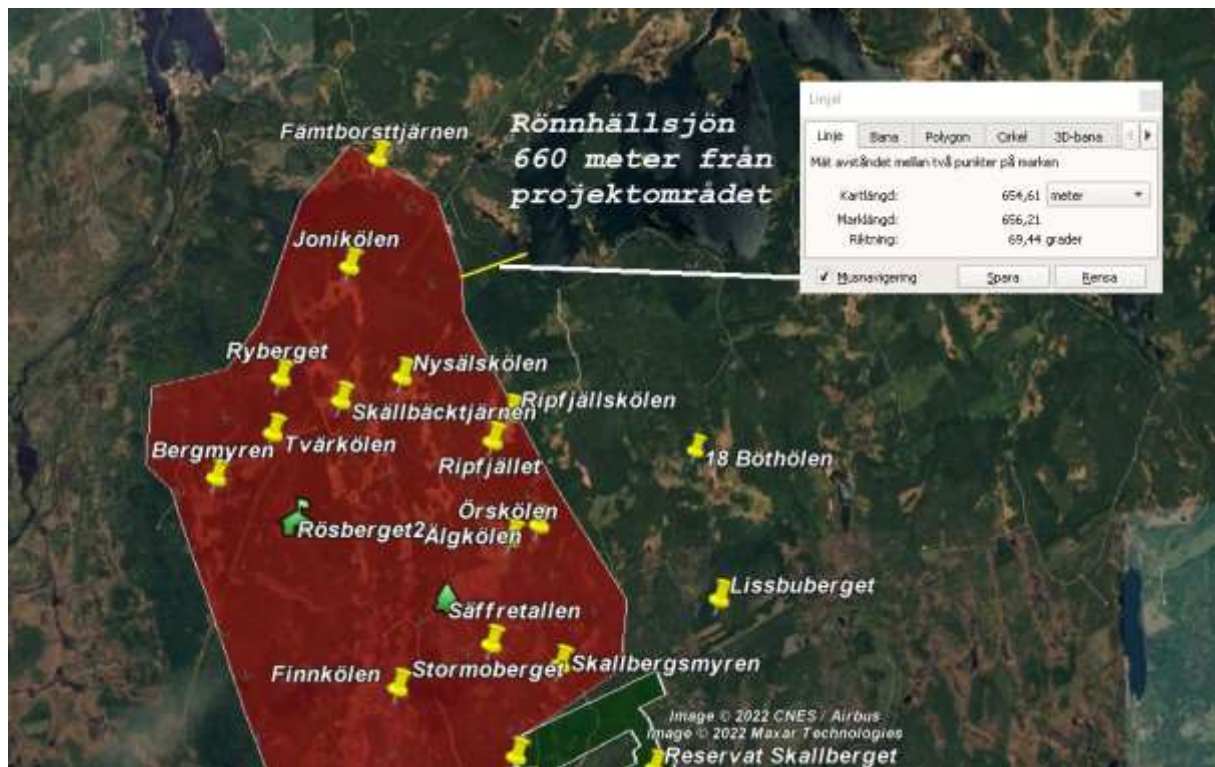 Rönnhällsjön
660 meter från
projektområdet
Linjal
Linje Bana Polygon Cirkel 3D-bana
Mät avståndet mellan två punkter på marken
Kartlängd: 654,61 meter
Marklängd: 656,21
Riktning: 69,44 grader
Musnavigering Spara Rensa
Fämtborsttjärnen
Jonikölen
Ryberget
Nysälskölen
Skällbäcktjärnen
Ripfjällskölen
Tvärkölen
Bergmyren
Ripfjället
18 Böthölen
Örskölen
Rösberget2
Älgkölen
Lissbuberget
Säffretallen
Finnkölen
Stormoberget
Skallbergsmyren
Image © 2022 CNES / Airbus
Image © 2022 Maxar Technologies
Reservat Skallberget